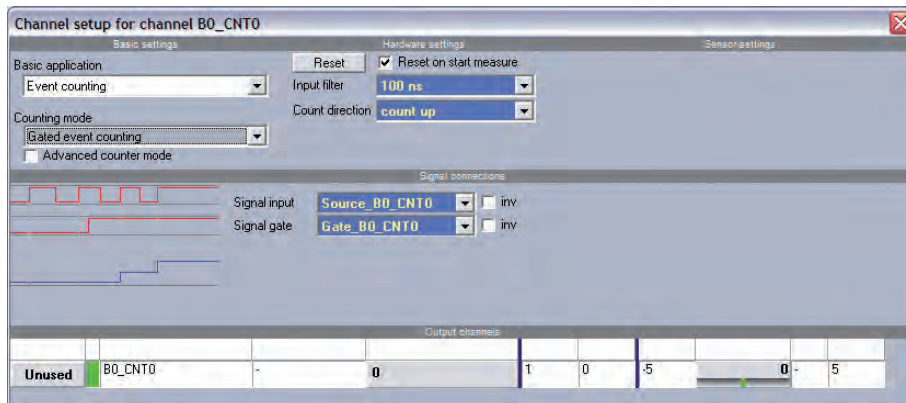 Channel setup for channel B0_CNT0
Basic settings
Hardware settings
Sensor settings
Basic application
Event counting
Counting mode
Gated event counting
Advanced counter mode
Reset
Reset on start measure
Input filter
100 ns
Count direction
count up
Signal connections
Signal input
Source_B0_CNT0
inv
Signal gate
Gate_B0_CNT0
inv
Output channels
Unused B0_CNT0 - 0 1 0 -5 0 - 5